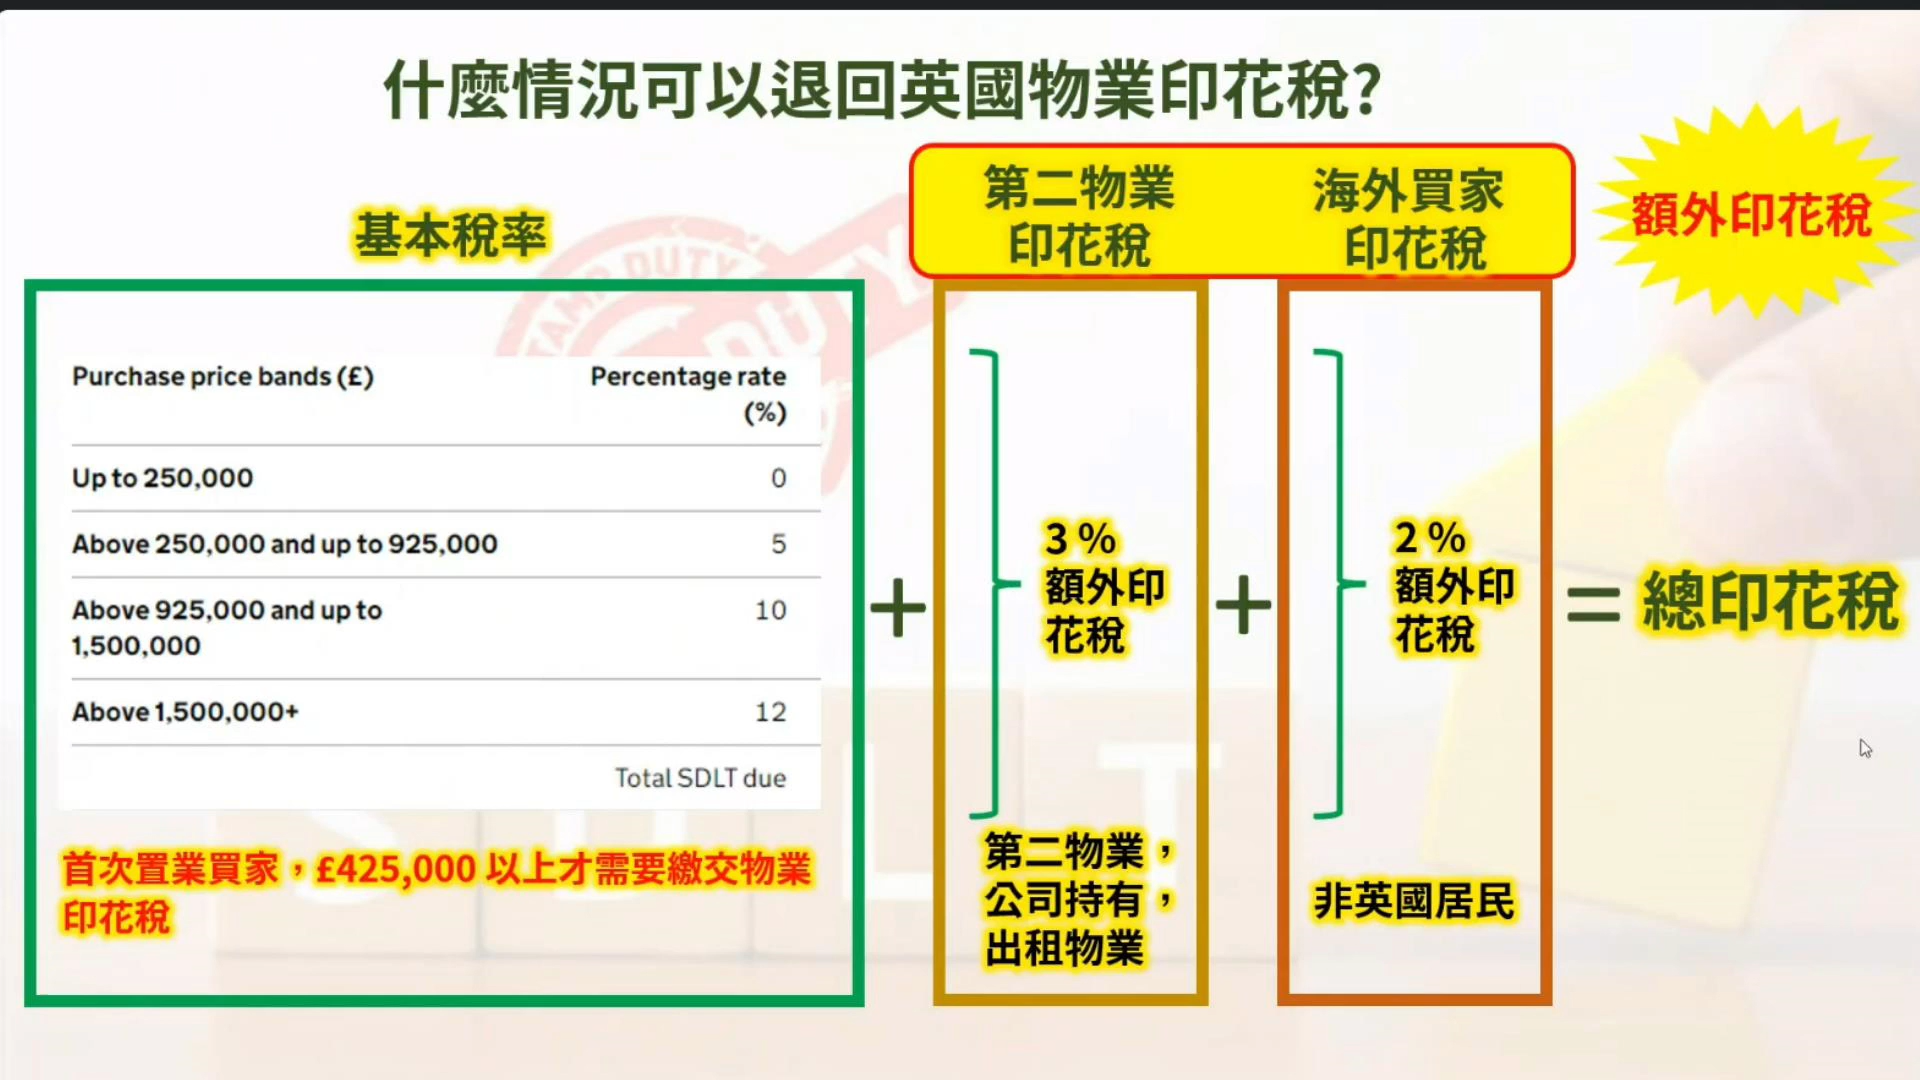 什麼情況可以退回英國物業印花稅?
基本稅率
第二物業
印花稅
海外買家
印花稅
額外印花稅
Purchase price bands (£)
Percentage rate
(%)
Up to 250,000
0
Above 250,000 and up to 925,000
5
Above 925,000 and up to
1,500,000
10
Above 1,500,000+
12
Total SDLT due
首次置業買家，£425,000 以上才需要繳交物業
印花稅
+
3 %
額外印
花稅
第二物業，
公司持有，
出租物業
+
2 %
額外印
花稅
非英國居民
= 總印花稅
STAMP DUTY
DUTY
S D L T